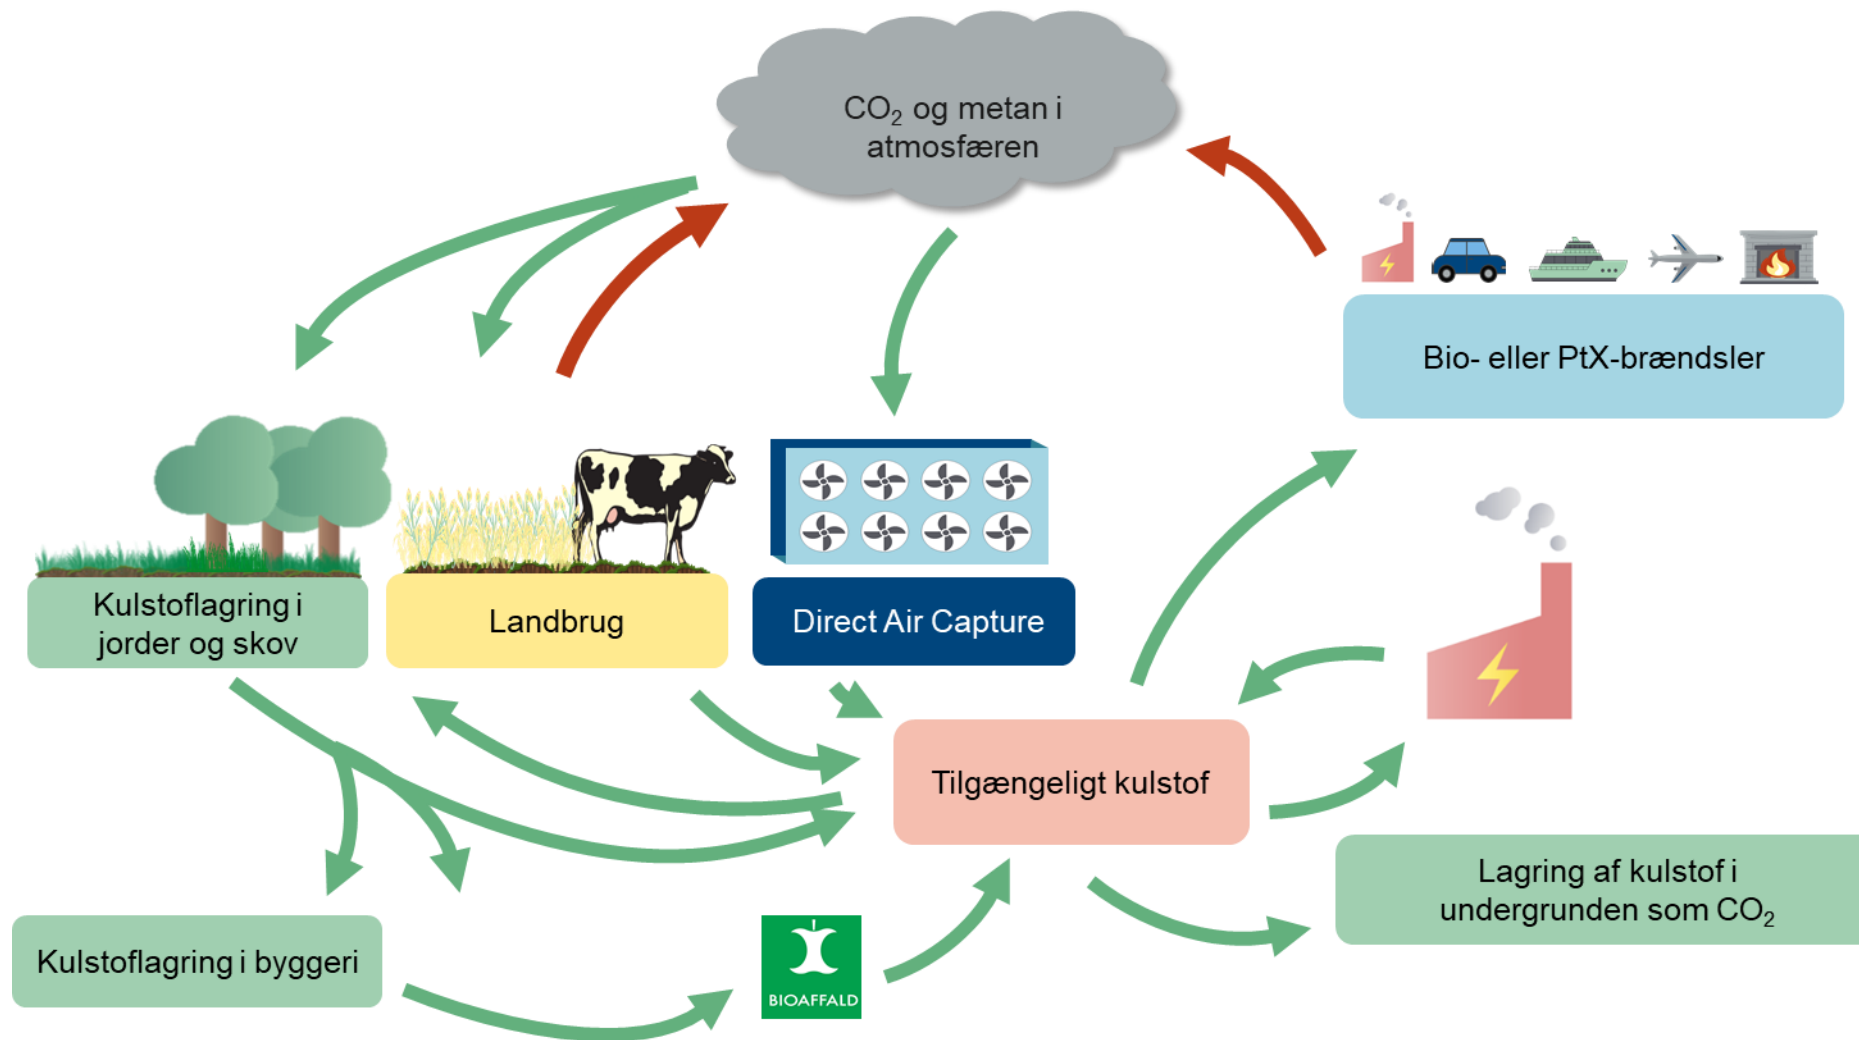 CO₂ og metan i
atmosfæren
Bio- eller PtX-brændsler
Kulstoflagring i
jorder og skov
Landbrug
Direct Air Capture
Tilgængeligt kulstof
Lagring af kulstof i
undergrunden som CO₂
Kulstoflagring i byggeri
BIOAFFALD